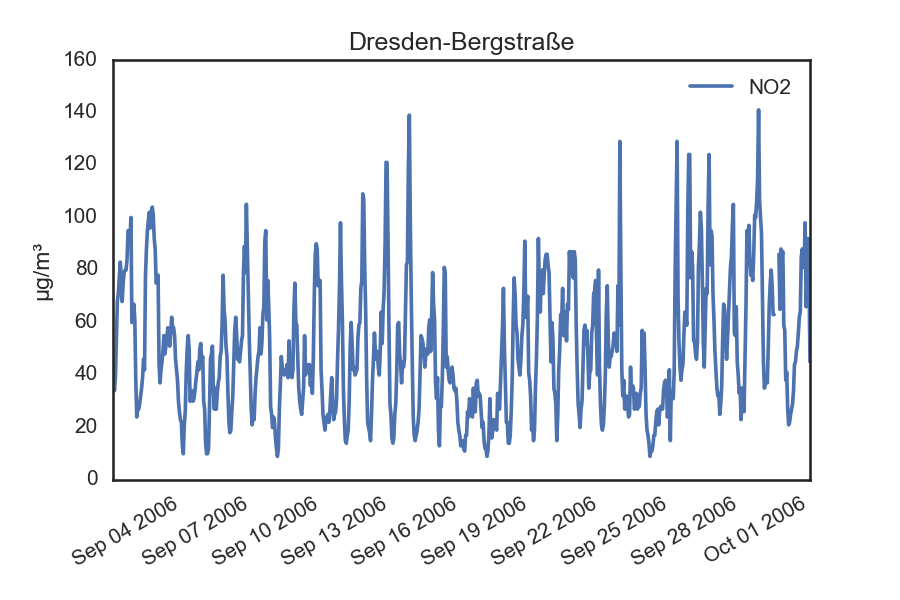 Dresden-Bergstraße
160
140
120
100
80
60
40
20
0
µg/m³
NO2
Sep 04 2006
Sep 07 2006
Sep 10 2006
Sep 13 2006
Sep 16 2006
Sep 19 2006
Sep 22 2006
Sep 25 2006
Sep 28 2006
Oct 01 2006